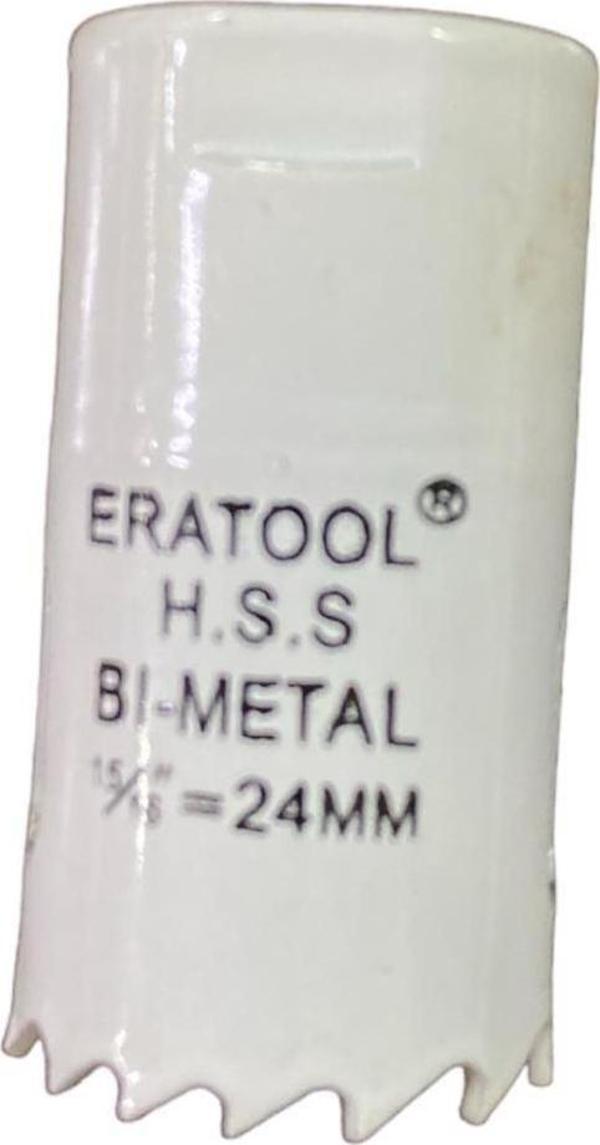 ERATOOL®
H.S.S
BI-METAL
15/16" = 24MM